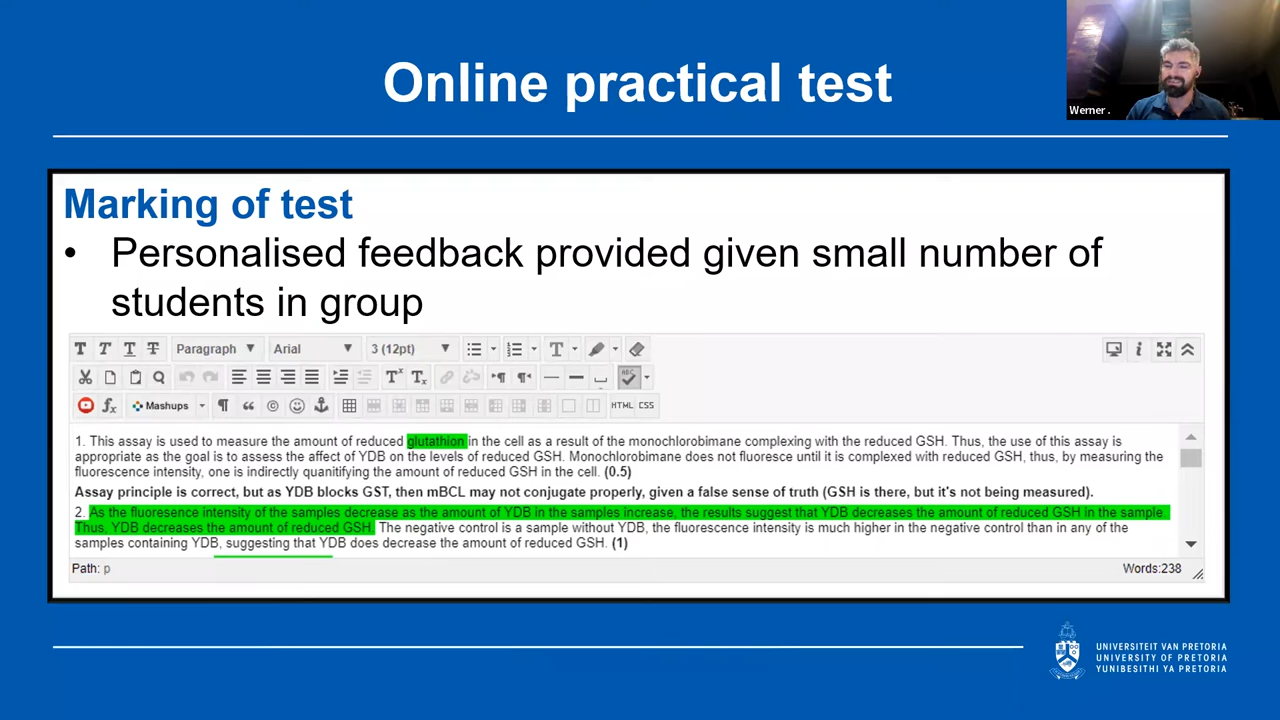 Online practical test
Werner .
Marking of test
• Personalised feedback provided given small number of
students in group
T T T T Paragraph ▼ Arial ▼ 3 (12pt) ▼ T
Tx Tx ABC
fx Mashups HTML CSS
1. This assay is used to measure the amount of reduced glutathion in the cell as a result of the monochlorobimane complexing with the reduced GSH. Thus, the use of this assay is
appropriate as the goal is to assess the affect of YDB on the levels of reduced GSH. Monochlorobimane does not fluoresce until it is complexed with reduced GSH, thus, by measuring the
fluorescence intensity, one is indirectly quanitifying the amount of reduced GSH in the cell. (0.5)
Assay principle is correct, but as YDB blocks GST, then mBCL may not conjugate properly, given a false sense of truth (GSH is there, but it's not being measured).
2. As the fluoresence intensity of the samples decrease as the amount of YDB in the samples increase, the results suggest that YDB decreases the amount of reduced GSH in the sample.
Thus, YDB decreases the amount of reduced GSH. The negative control is a sample without YDB, the fluorescence intensity is much higher in the negative control than in any of the
samples containing YDB, suggesting that YDB does decrease the amount of reduced GSH. (1)
Path: p Words:238
UNIVERSITEIT VAN PRETORIA
UNIVERSITY OF PRETORIA
YUNIBESITHI YA PRETORIA